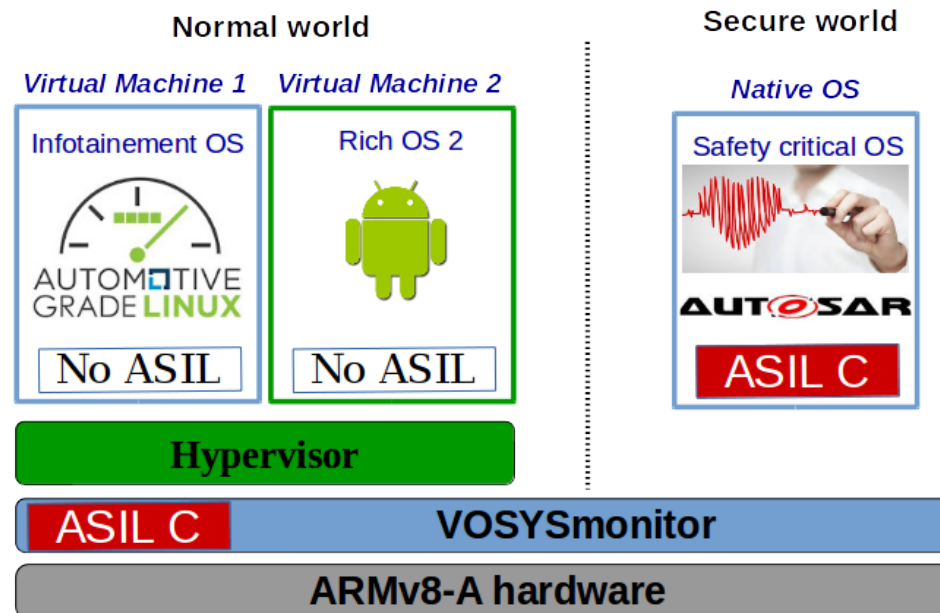 Normal world
Secure world
Virtual Machine 1
Virtual Machine 2
Native OS
Infotainement OS
Rich OS 2
Safety critical OS
AUTOMOTIVE
GRADE LINUX
AUTOSAR
No ASIL
No ASIL
ASIL C
Hypervisor
ASIL C
VOSYSmonitor
ARMv8-A hardware